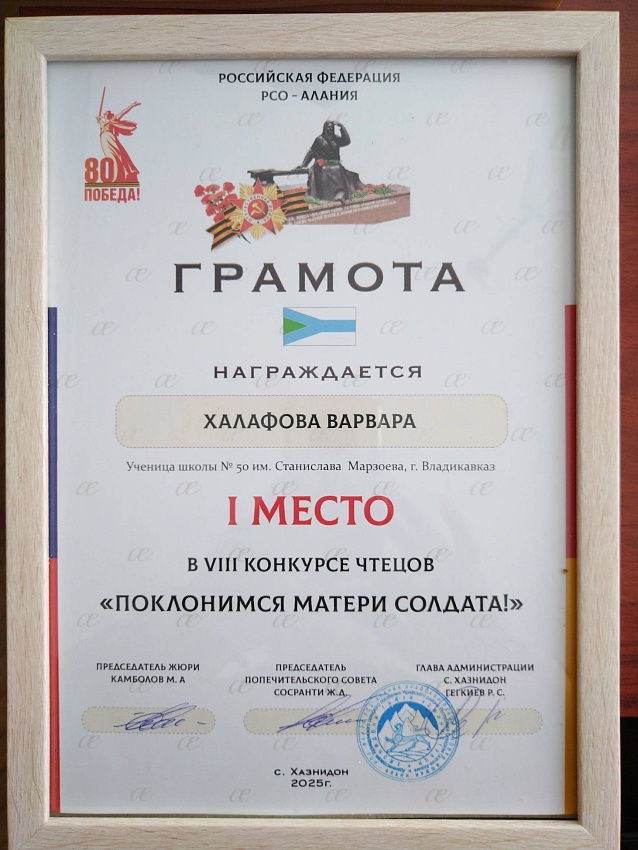 РОССИЙСКАЯ ФЕДЕРАЦИЯ
РСО – АЛАНИЯ
80
ПОБЕДА!
ГРАМОТА
НАГРАЖДАЕТСЯ
ХАЛАФОВА ВАРВАРА
Ученица школы № 50 им. Станислава Марзоева, г. Владикавказ
I МЕСТО
В VIII КОНКУРСЕ ЧТЕЦОВ
«ПОКЛОНИМСЯ МАТЕРИ СОЛДАТА!»
ПРЕДСЕДАТЕЛЬ ЖЮРИ
КАМБОЛОВ М. А
ПРЕДСЕДАТЕЛЬ
ПОПЕЧИТЕЛЬСКОГО СОВЕТА
СОСРАНТИ Ж.Д.
ГЛАВА АДМИНИСТРАЦИИ
С. ХАЗНИДОН
ГЕГКИЕВ Р. С.
с. Хазнидон
2025г.